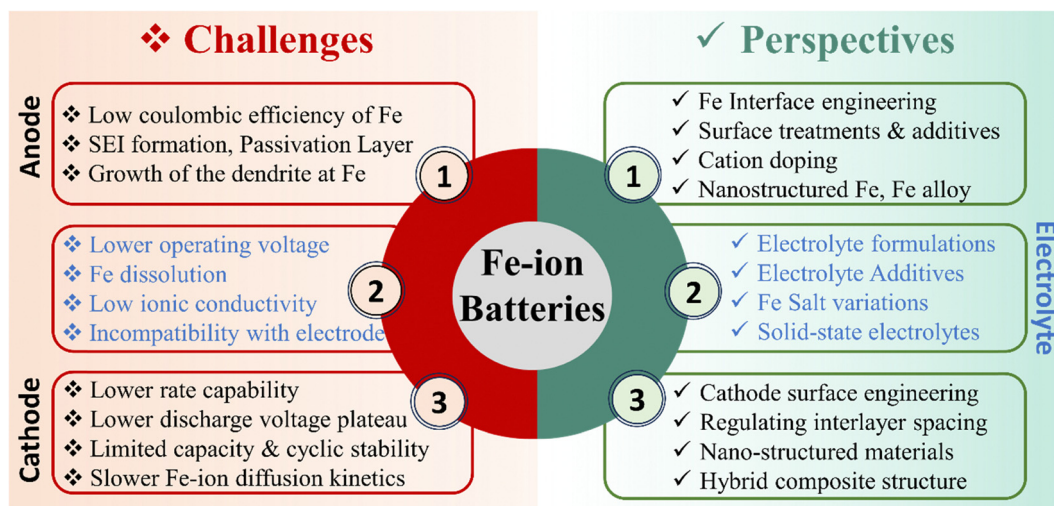 ❖ Challenges
Anode
❖ Low coulombic efficiency of Fe
❖ SEI formation, Passivation Layer
❖ Growth of the dendrite at Fe
1
❖ Lower operating voltage
❖ Fe dissolution
❖ Low ionic conductivity
❖ Incompatibility with electrode
2
Cathode
❖ Lower rate capability
❖ Lower discharge voltage plateau
❖ Limited capacity & cyclic stability
❖ Slower Fe-ion diffusion kinetics
3
Fe-ion
Batteries
✓ Perspectives
1
✓ Fe Interface engineering
✓ Surface treatments & additives
✓ Cation doping
✓ Nanostructured Fe, Fe alloy
2
✓ Electrolyte formulations
✓ Electrolyte Additives
✓ Fe Salt variations
✓ Solid-state electrolytes
Electrolyte
3
✓ Cathode surface engineering
✓ Regulating interlayer spacing
✓ Nano-structured materials
✓ Hybrid composite structure